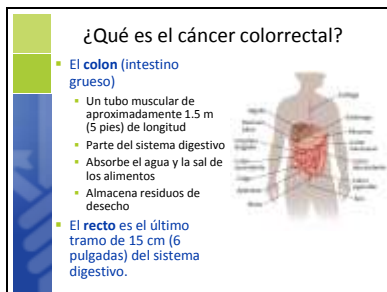 ¿Qué es el cáncer colorrectal?
El colon (intestino
grueso)
Un tubo muscular de
aproximadamente 1.5 m
(5 pies) de longitud
Parte del sistema digestivo
Absorbe el agua y la sal de
los alimentos
Almacena residuos de
desecho
El recto es el último
tramo de 15 cm (6
pulgadas) del sistema
digestivo.